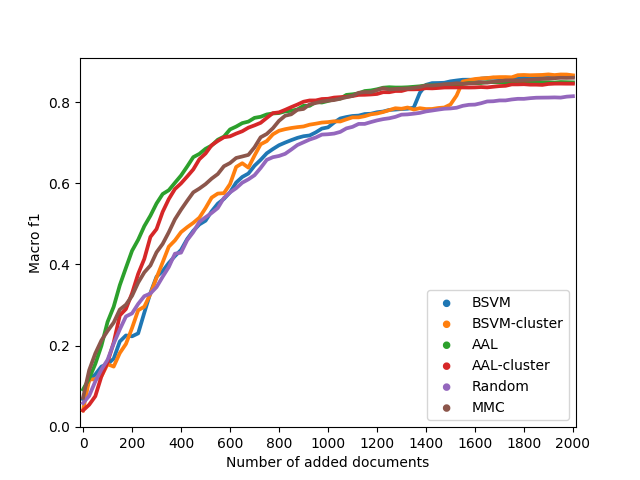 Macro f1
0.8
0.6
0.4
0.2
0.0
0 200 400 600 800 1000 1200 1400 1600 1800 2000
Number of added documents
BSVM
BSVM-cluster
AAL
AAL-cluster
Random
MMC